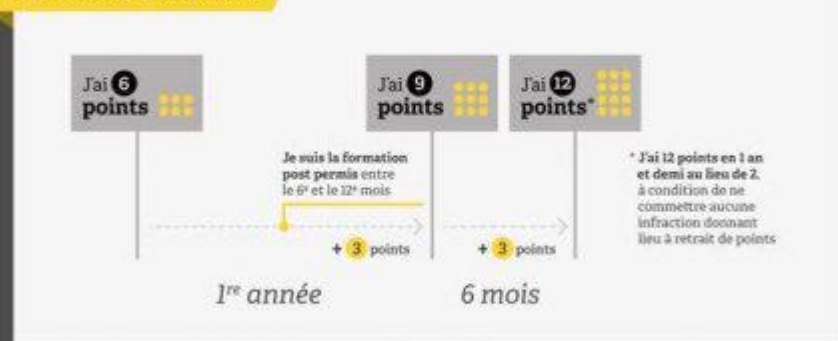 J'ai 6
points
J'ai 9
points
J'ai 12
points*
Je suis la formation
post permis entre
le 6e et le 12e mois
* J'ai 12 points en 1 an
et demi au lieu de 2,
à condition de ne
commettre aucune
infraction donnant
lieu à retrait de points
+ 3 points
+ 3 points
1re année
6 mois